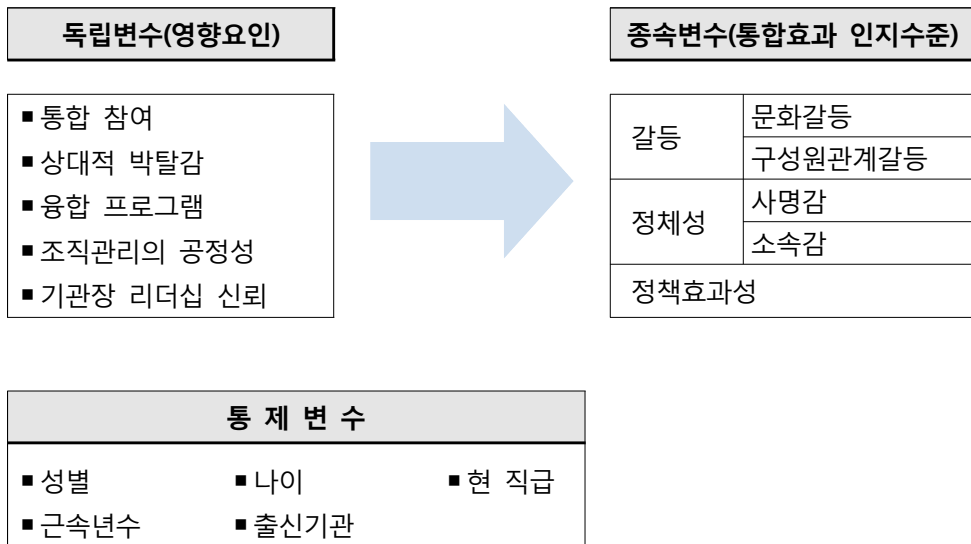 독립변수(영향요인)
■ 통합 참여
■ 상대적 박탈감
■ 융합 프로그램
■ 조직관리의 공정성
■ 기관장 리더십 신뢰
종속변수(통합효과 인지수준)
갈등
문화갈등
구성원관계갈등
정체성
사명감
소속감
정책효과성
통 제 변 수
■ 성별 ■ 나이 ■ 현 직급
■ 근속년수 ■ 출신기관